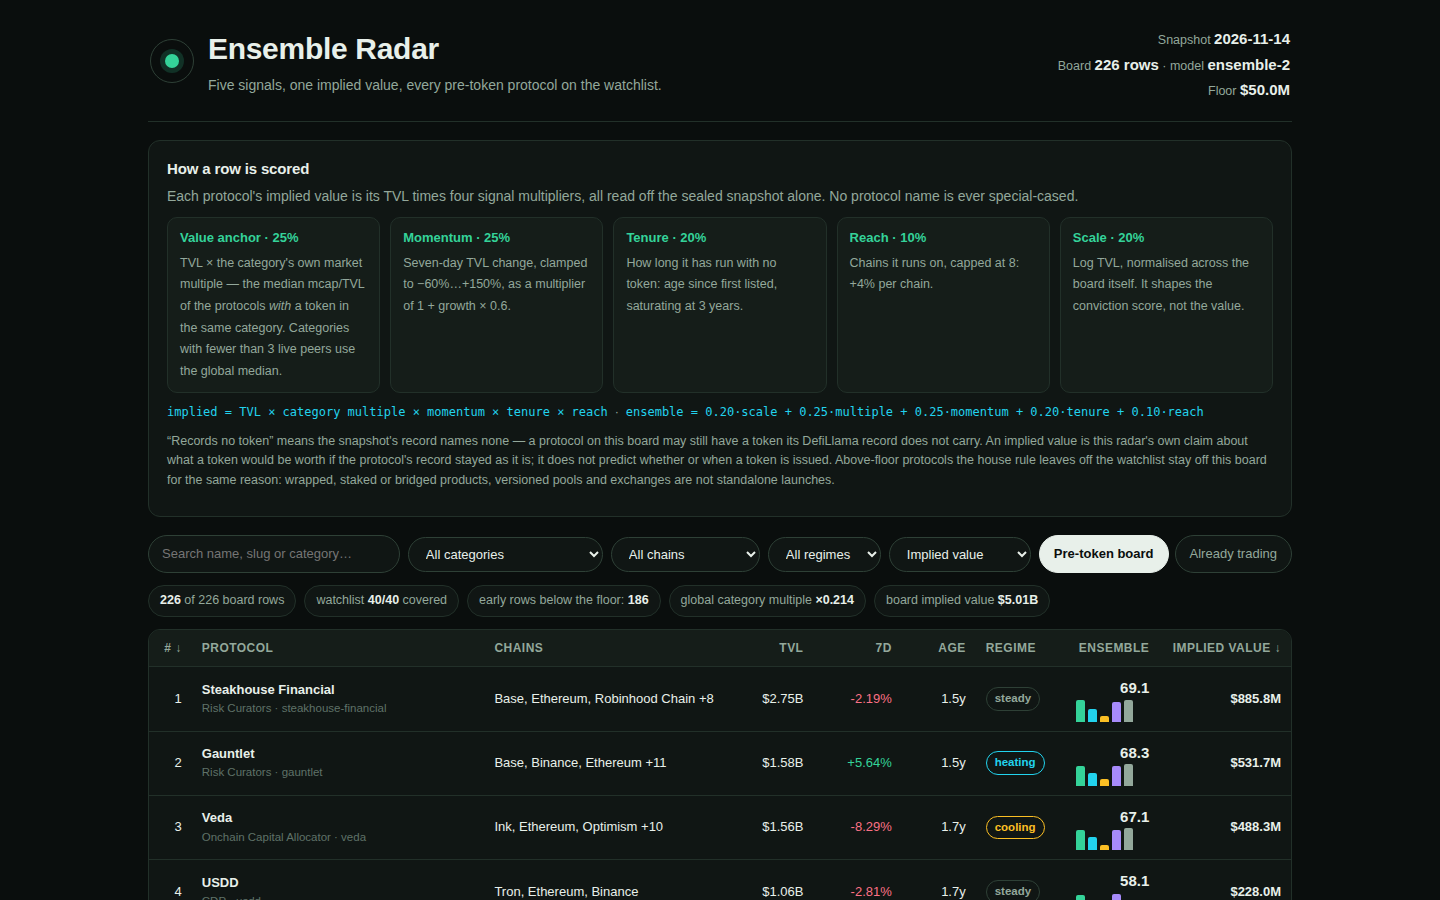 Ensemble Radar
Five signals, one implied value, every pre-token protocol on the watchlist.
Snapshot 2026-11-14
Board 226 rows · model ensemble-2
Floor $50.0M
How a row is scored
Each protocol's implied value is its TVL times four signal multipliers, all read off the sealed snapshot alone. No protocol name is ever special-cased.
Value anchor · 25%
TVL × the category's own market
multiple — the median mcap/TVL
of the protocols with a token in
the same category. Categories
with fewer than 3 live peers use
the global median.
Momentum · 25%
Seven-day TVL change, clamped
to −60%…+150%, as a multiplier
of 1 + growth × 0.6.
Tenure · 20%
How long it has run with no
token: age since first listed,
saturating at 3 years.
Reach · 10%
Chains it runs on, capped at 8:
+4% per chain.
Scale · 20%
Log TVL, normalised across the
board itself. It shapes the
conviction score, not the value.
implied = TVL × category multiple × momentum × tenure × reach · ensemble = 0.20·scale + 0.25·multiple + 0.25·momentum + 0.20·tenure + 0.10·reach
“Records no token” means the snapshot's record names none — a protocol on this board may still have a token its DefiLlama record does not carry. An implied value is this radar's own claim about
what a token would be worth if the protocol's record stayed as it is; it does not predict whether or when a token is issued. Above-floor protocols the house rule leaves off the watchlist stay off this board
for the same reason: wrapped, staked or bridged products, versioned pools and exchanges are not standalone launches.
Search name, slug or category…
All categories
All chains
All regimes
Implied value
Pre-token board
Already trading
226 of 226 board rows
watchlist 40/40 covered
early rows below the floor: 186
global category multiple ×0.214
board implied value $5.01B
# ↓ PROTOCOL CHAINS TVL 7D AGE REGIME ENSEMBLE IMPLIED VALUE ↓
1 Steakhouse Financial Base, Ethereum, Robinhood Chain +8 $2.75B -2.19% 1.5y steady 69.1 $885.8M
Risk Curators · steakhouse-financial
2 Gauntlet Base, Binance, Ethereum +11 $1.58B +5.64% 1.5y heating 68.3 $531.7M
Risk Curators · gauntlet
3 Veda Ink, Ethereum, Optimism +10 $1.56B -8.29% 1.7y cooling 67.1 $488.3M
Onchain Capital Allocator · veda
4 USDD Tron, Ethereum, Binance $1.06B -2.81% 1.7y steady 58.1 $228.0M